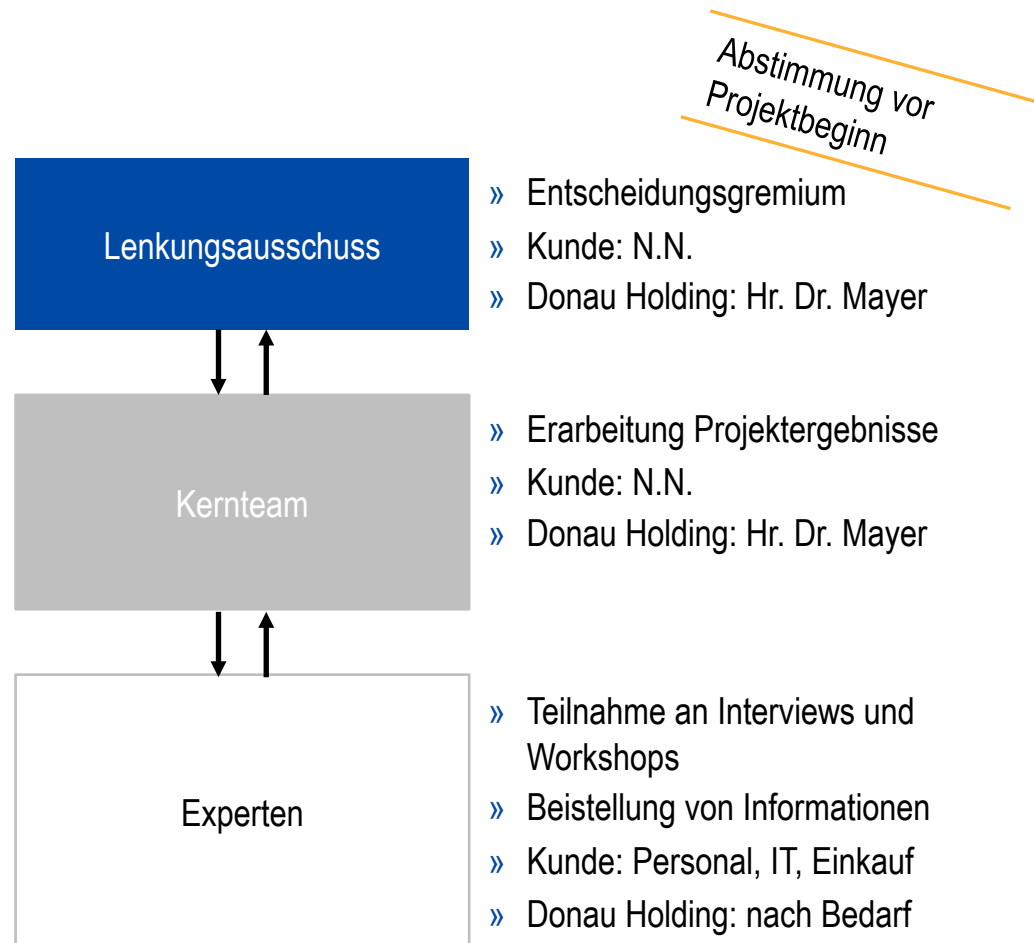 Abstimmung vor
Projektbeginn
Lenkungsausschuss
» Entscheidungsgremium
» Kunde: N.N.
» Donau Holding: Hr. Dr. Mayer
Kernteam
» Erarbeitung Projektergebnisse
» Kunde: N.N.
» Donau Holding: Hr. Dr. Mayer
Experten
» Teilnahme an Interviews und
Workshops
» Beistellung von Informationen
» Kunde: Personal, IT, Einkauf
» Donau Holding: nach Bedarf